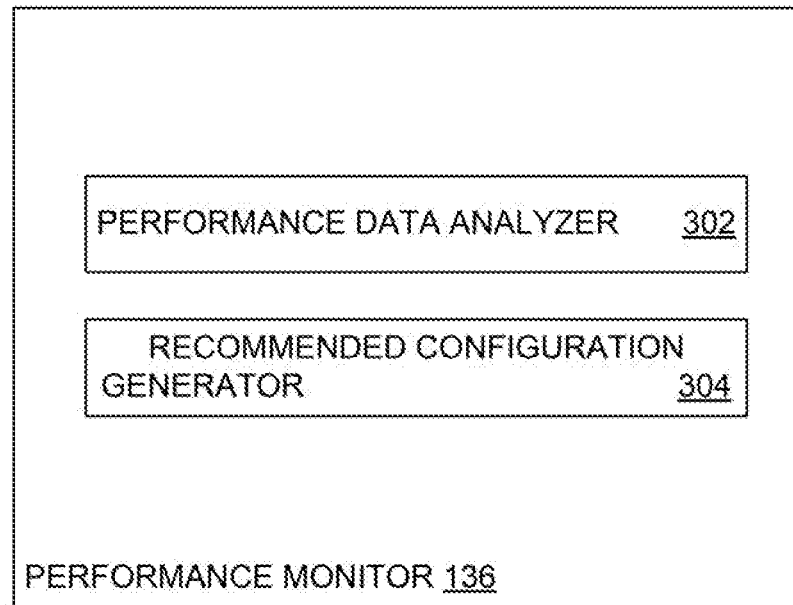 PERFORMANCE DATA ANALYZER 302
RECOMMENDED CONFIGURATION
GENERATOR 304
PERFORMANCE MONITOR 136